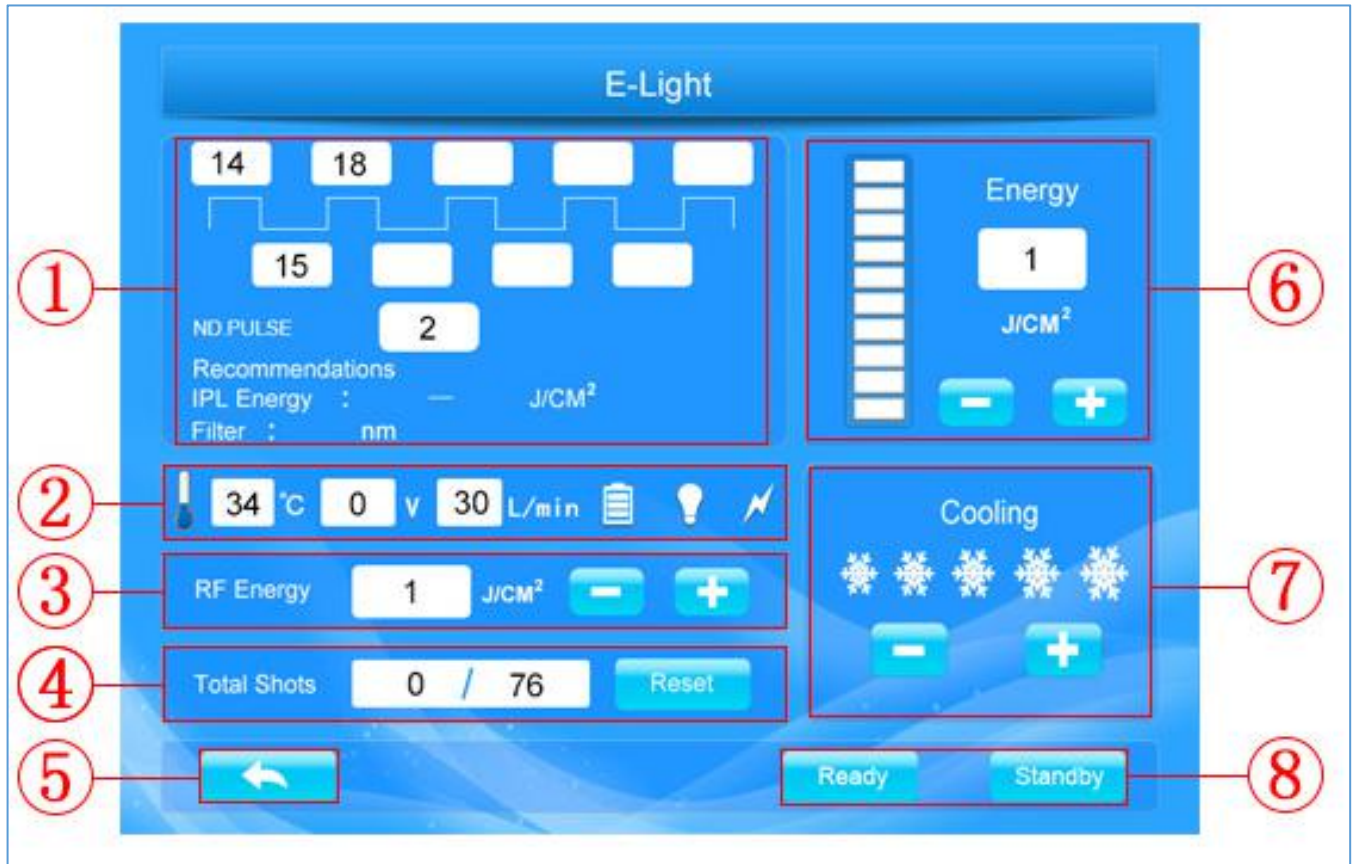 E-Light
14 18
15
ND.PULSE 2
Recommendations
IPL Energy : — J/CM²
Filter : nm
Energy
1
J/CM²
34 °C 0 V 30 L/min
RF Energy 1 J/CM²
Total Shots 0 / 76 Reset
Cooling
Ready Standby
①
②
③
④
⑤
⑥
⑦
⑧